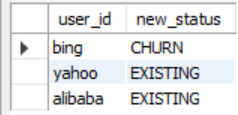 user_id new_status
bing CHURN
yahoo EXISTING
alibaba EXISTING